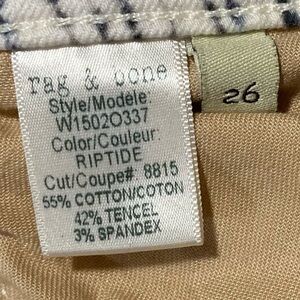 rag & bone
Style/Modele:
W1502O337
Color/Couleur:
RIPTIDE
Cut/Coupe#: 8815
55% COTTON/COTON
42% TENCEL
3% SPANDEX
26